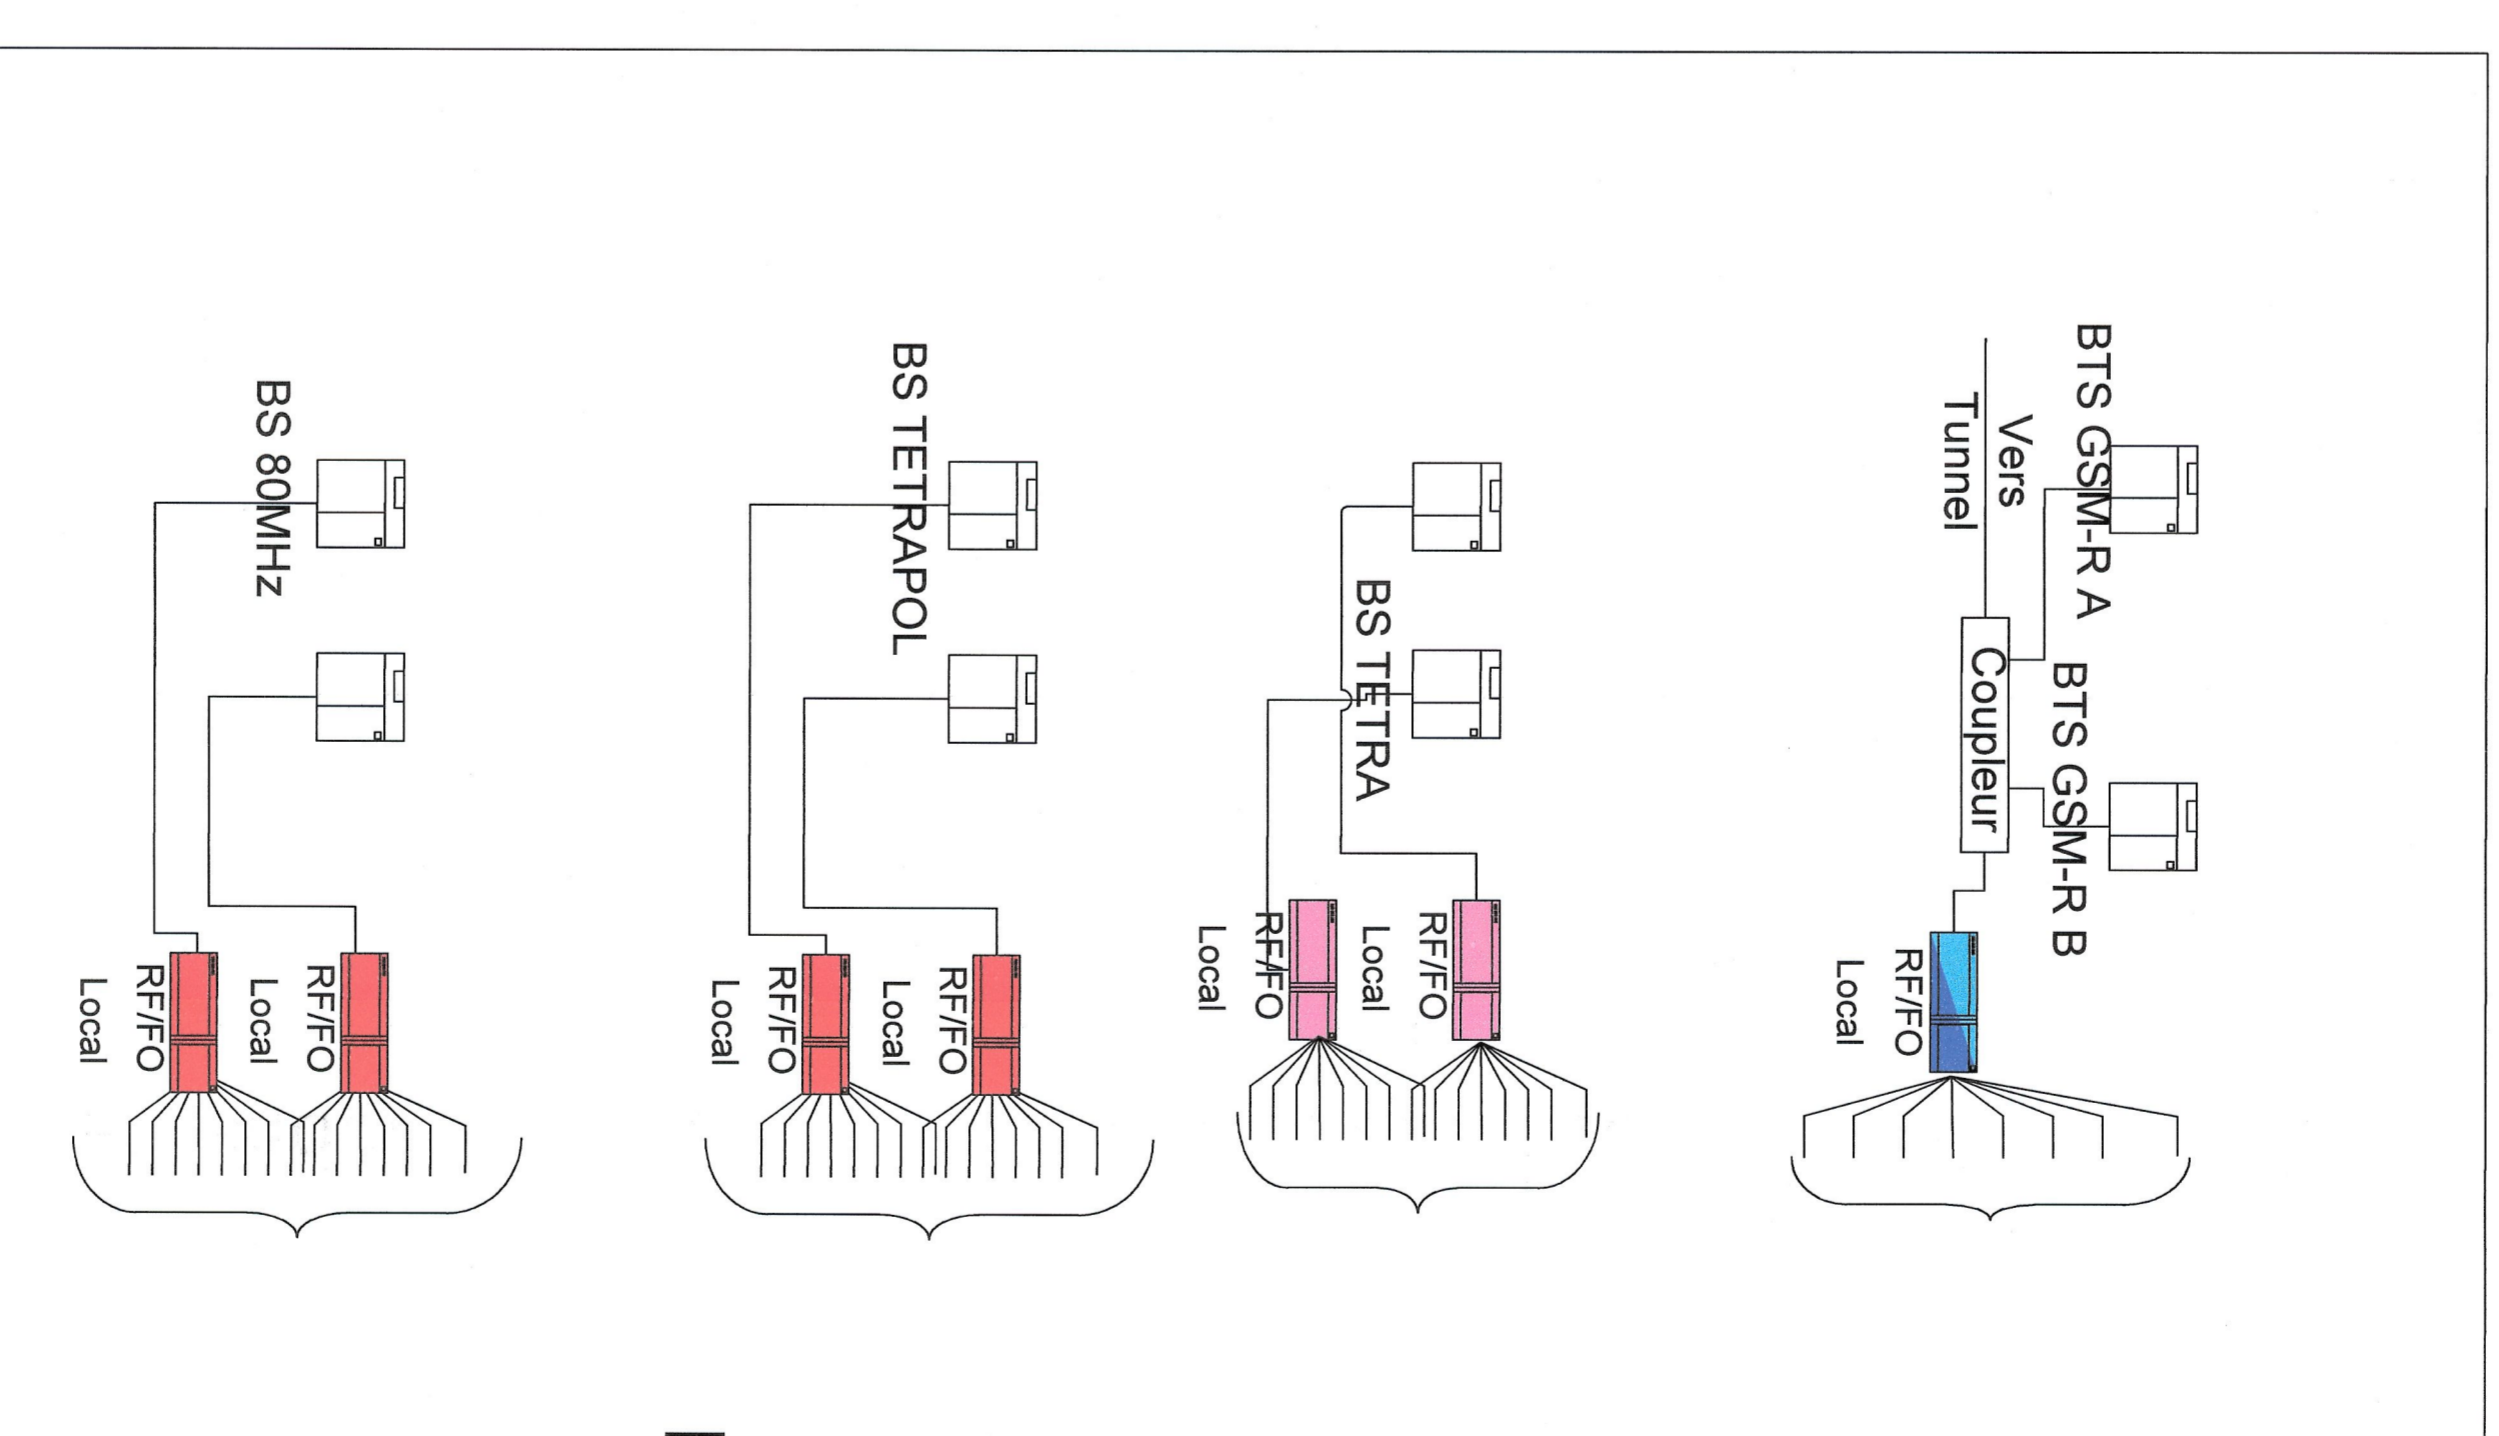 BTS GSM-R A
Vers
Tunnel
Coupleur
BTS GSM-R B
RF/FO
Local
BS TETRA
RF/FO
Local
RF/FO
Local
BS TETRAPOL
RF/FO
Local
RF/FO
Local
BS 80MHz
RF/FO
Local
RF/FO
Local